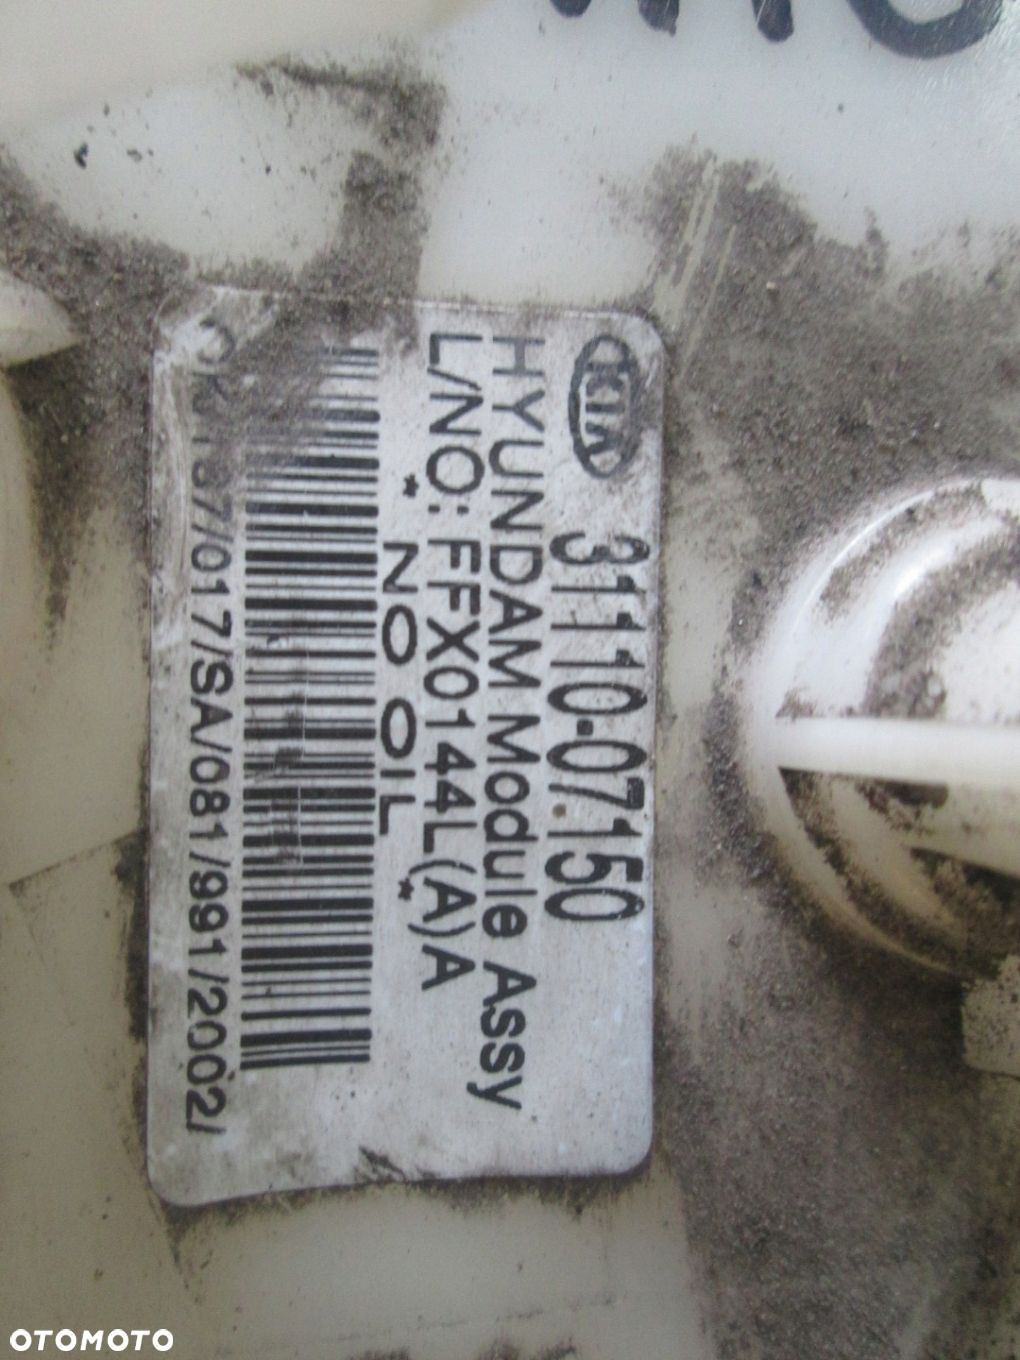 KIA 31110-07150
HYUNDAM Module Assy
L/NO: FFX0144L(A)A
* NO OIL *
/017/SA/081/991/2002/
OTOMOTO